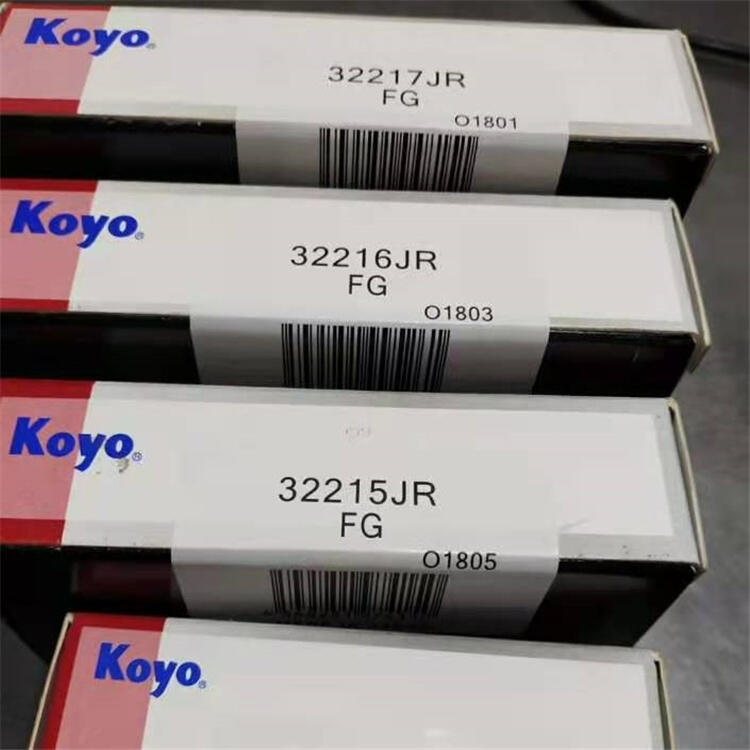 Koyo®
32217JR
FG
O1801
Koyo®
32216JR
FG
O1803
Koyo®
32215JR
FG
O1805
Koyo®